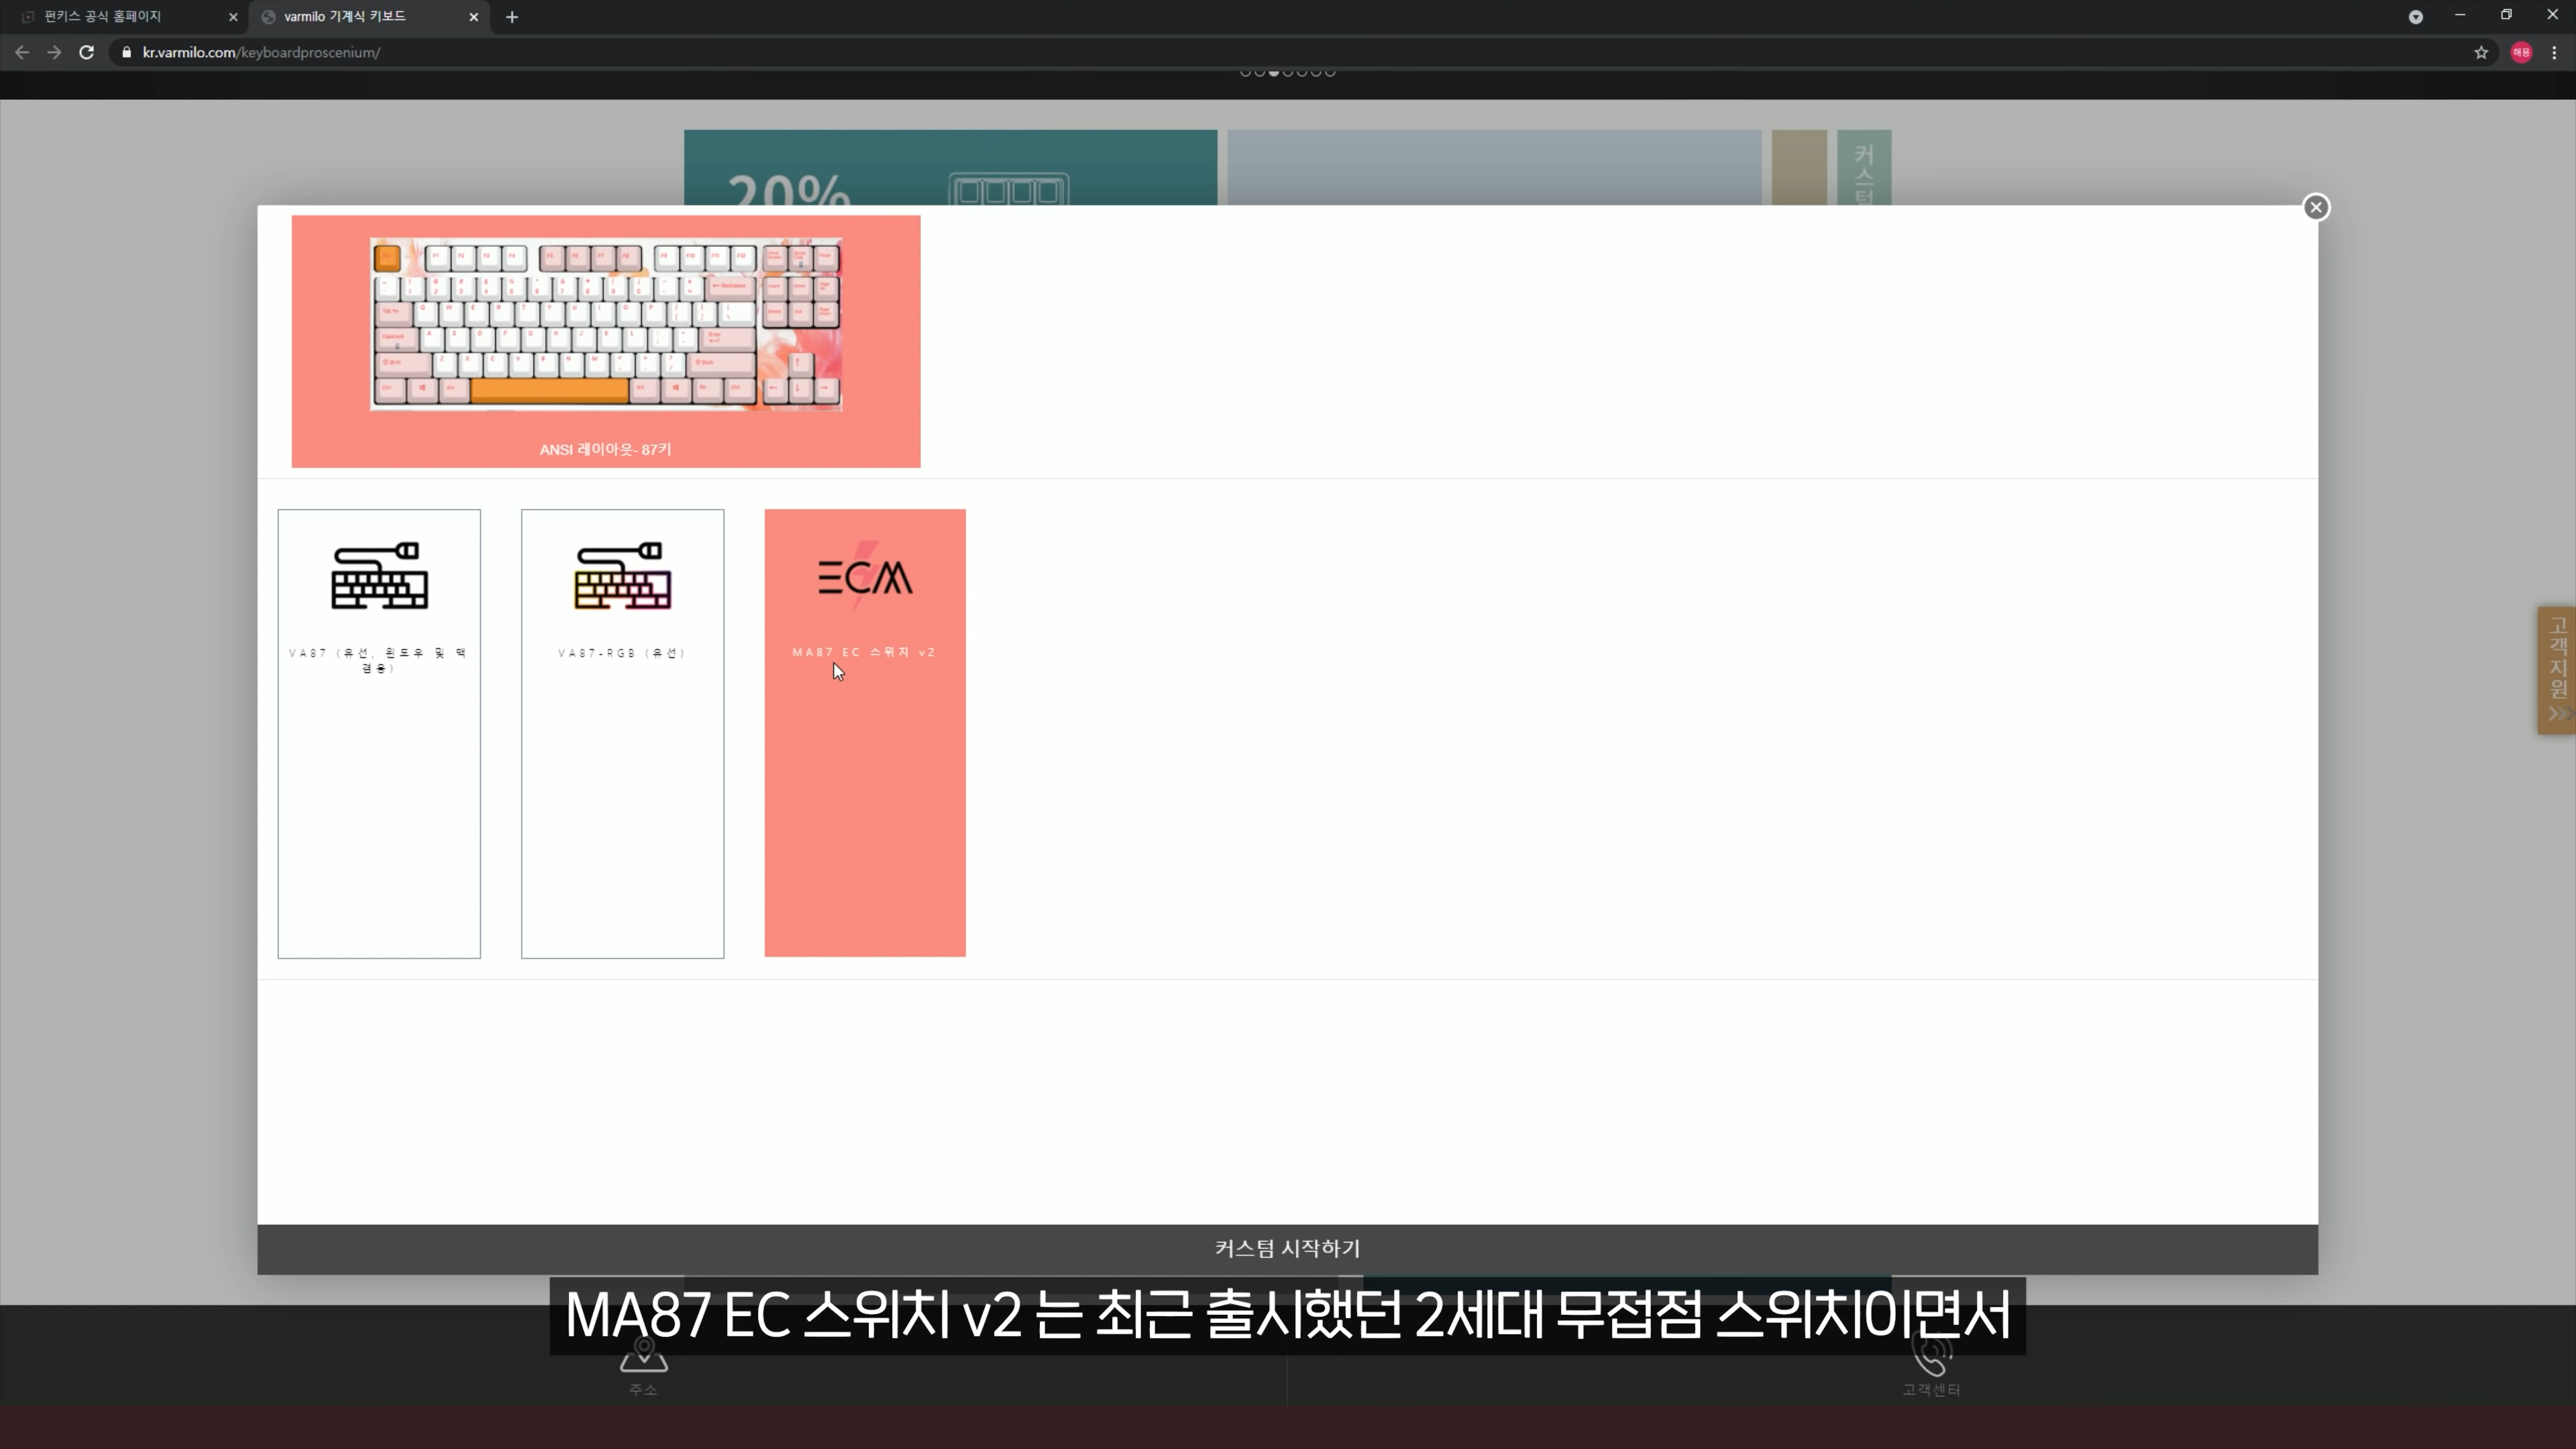 펀키스 공식 홈페이지
varmilo 기계식 키보드
kr.varmilo.com/keyboardproscenium/
해용
20%
커스텀
ANSI 레이아웃- 87키
VA87 (유선, 윈도우 및 맥
겸용)
VA87-RGB (유선)
ECM
MA87 EC 스위치 v2
고객지원
커스텀 시작하기
MA87 EC 스위치 v2 는 최근 출시했던 2세대 무접점 스위치이면서
주소
고객센터